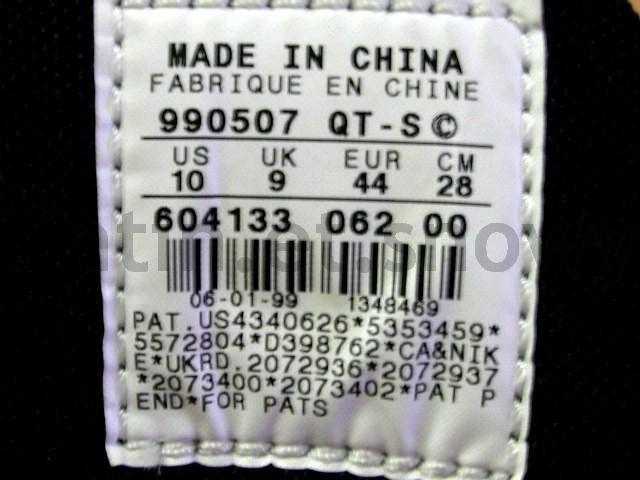 MADE IN CHINA
FABRIQUE EN CHINE
990507 QT-S©
US UK EUR CM
10 9 44 28
604133 062 00
06-01-99 1348469
PAT.US4340626*5353459*
5572804*D398762*CA&NIK
E*UKRD.2072936*2072937
*2073400*2073402*PAT P
END*FOR PATS